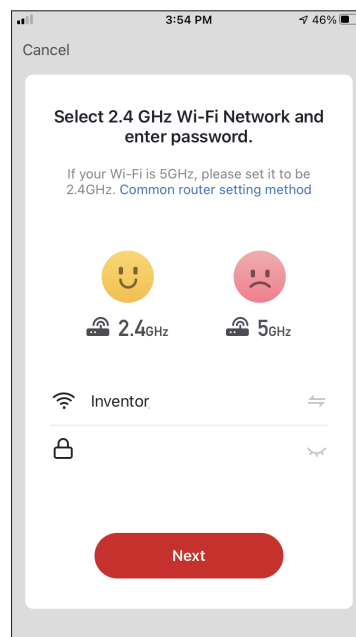 3:54 PM
46%
Cancel
Select 2.4 GHz Wi-Fi Network and
enter password.
If your Wi-Fi is 5GHz, please set it to be
2.4GHz. Common router setting method
2.4GHz
5GHz
Inventor
Next